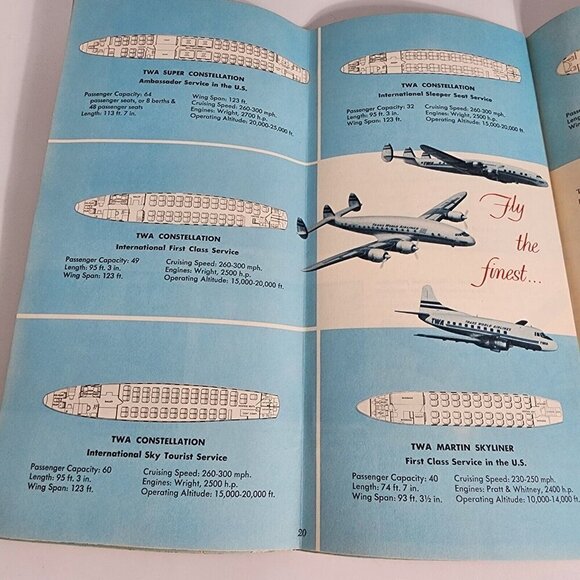 TWA SUPER CONSTELLATION
Ambassador Service in the U.S.
Passenger Capacity: 64
passenger seats, or 8 berths &
48 passenger seats
Length: 113 ft. 7 in.
Wing Span: 123 ft.
Cruising Speed: 260-300 mph.
Engines: Wright, 2700 h.p.
Operating Altitude: 20,000-25,000 ft.
TWA CONSTELLATION
International First Class Service
Passenger Capacity: 49
Length: 95 ft. 3 in.
Wing Span: 123 ft.
Cruising Speed: 260-300 mph.
Engines: Wright, 2500 h.p.
Operating Altitude: 15,000-20,000 ft.
TWA CONSTELLATION
International Sky Tourist Service
Passenger Capacity: 60
Length: 95 ft. 3 in.
Wing Span: 123 ft.
Cruising Speed: 260-300 mph.
Engines: Wright, 2500 h.p.
Operating Altitude: 15,000-20,000 ft.
20
TWA CONSTELLATION
International Sleeper Seat Service
Passenger Capacity: 32
Length: 95 ft. 3 in.
Wing Span: 123 ft.
Cruising Speed: 260-300 mph.
Engines: Wright, 2500 h.p.
Operating Altitude: 15,000-20,000 ft.
TWA
Fly
the
finest...
TRANS WORLD AIRLINES
TWA
TWA
TWA MARTIN SKYLINER
First Class Service in the U.S.
Passenger Capacity: 40
Length: 74 ft. 7 in.
Wing Span: 93 ft. 3½ in.
Cruising Speed: 230-250 mph.
Engines: Pratt & Whitney, 2400 h.p.
Operating Altitude: 10,000-14,000 ft.